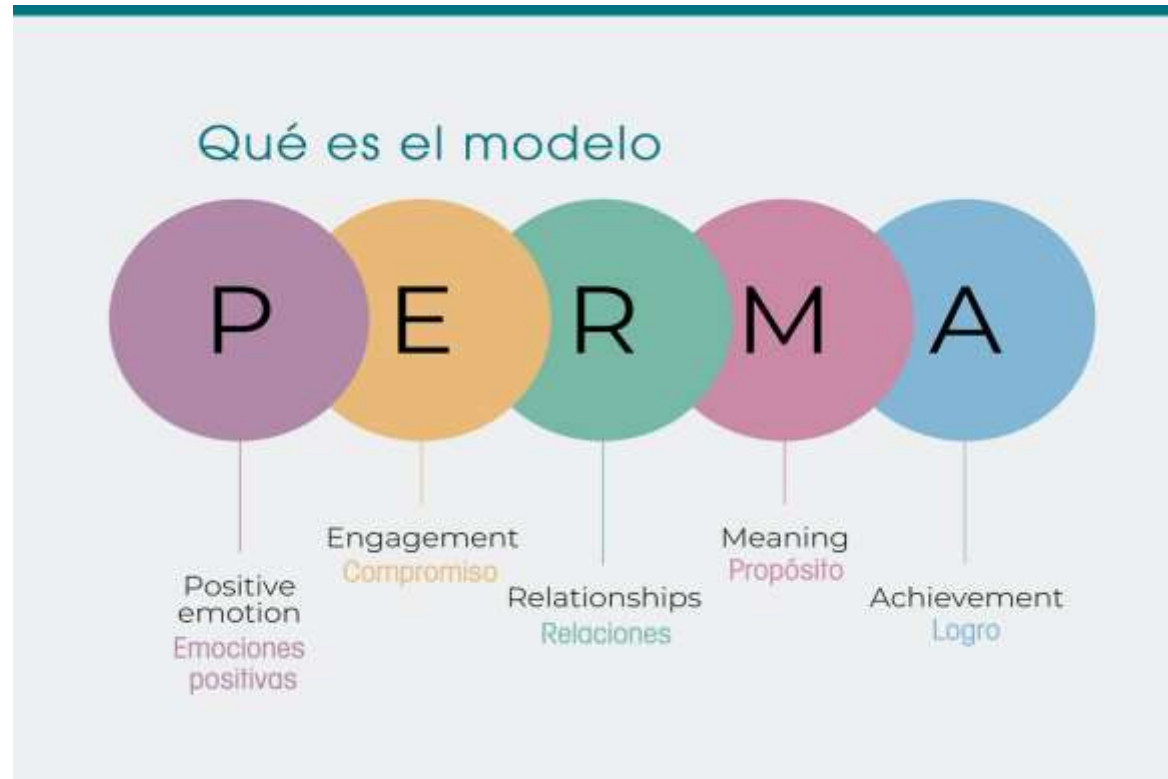 Qué es el modelo
P E R M A
Positive
emotion
Emociones
positivas
Engagement
Compromiso
Relationships
Relaciones
Meaning
Propósito
Achievement
Logro